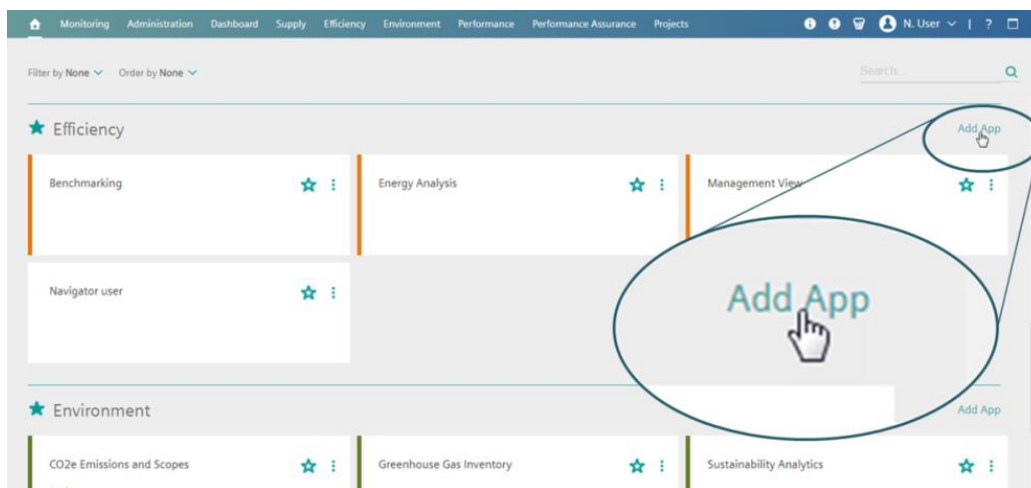 Monitoring Administration Dashboard Supply Efficiency Environment Performance Performance Assurance Projects N. User | ?
Filter by None Order by None Search...
Efficiency Add App
Benchmarking Energy Analysis Management View
Navigator user Add App
Environment Add App
CO2e Emissions and Scopes Greenhouse Gas Inventory Sustainability Analytics